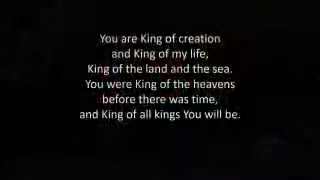 You are King of creation
and King of my life,
King of the land and the sea.
You were King of the heavens
before there was time,
and King of all kings You will be.